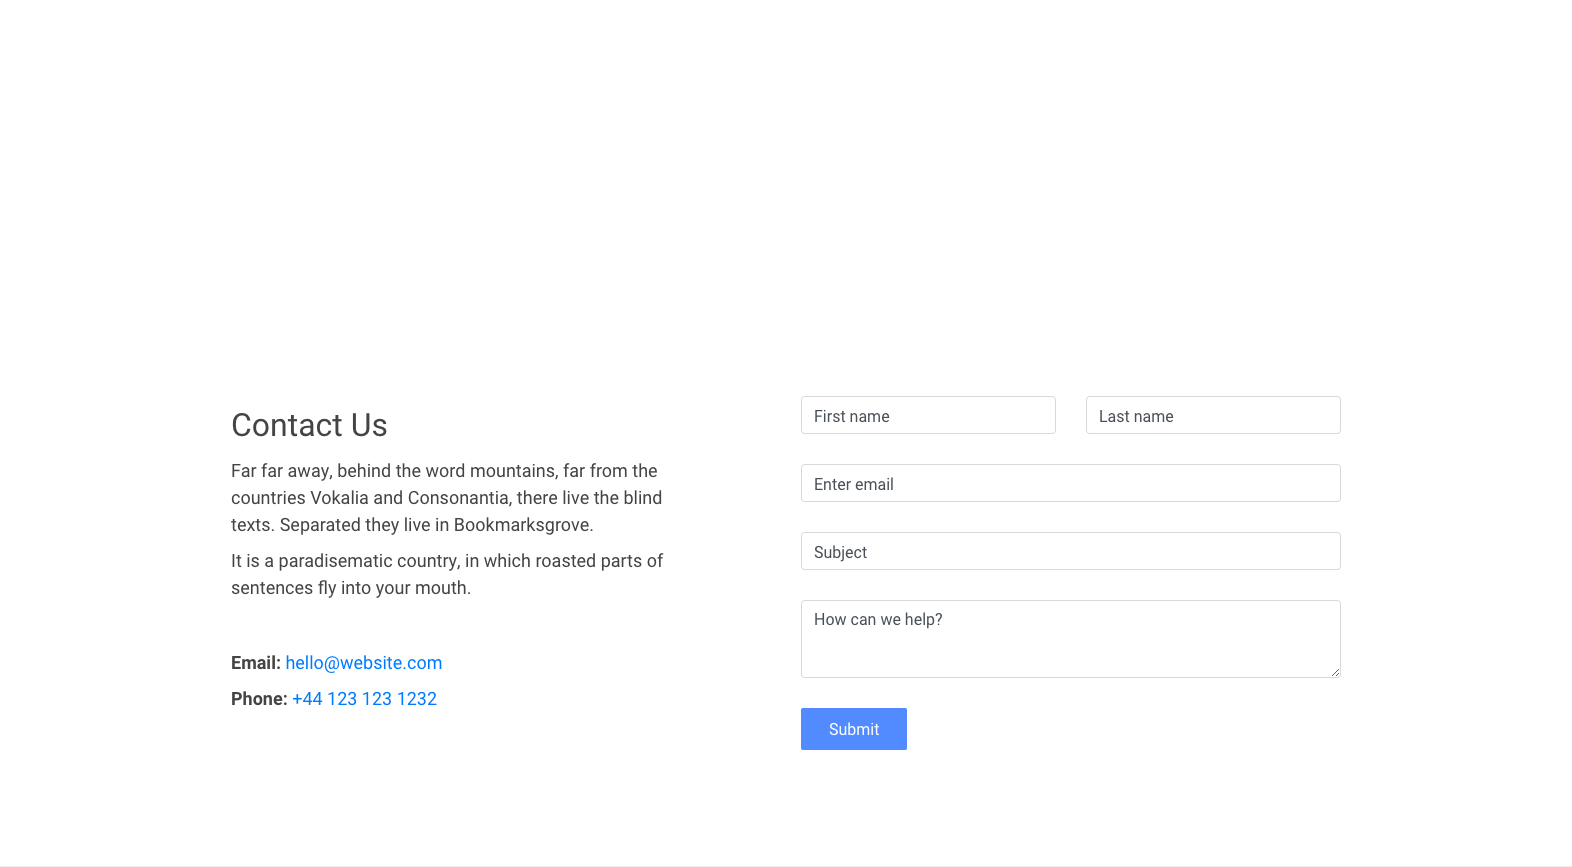 Contact Us
Far far away, behind the word mountains, far from the
countries Vokalia and Consonantia, there live the blind
texts. Separated they live in Bookmarksgrove.
It is a paradisematic country, in which roasted parts of
sentences fly into your mouth.
Email: hello@website.com
Phone: +44 123 123 1232
First name
Last name
Enter email
Subject
How can we help?
Submit